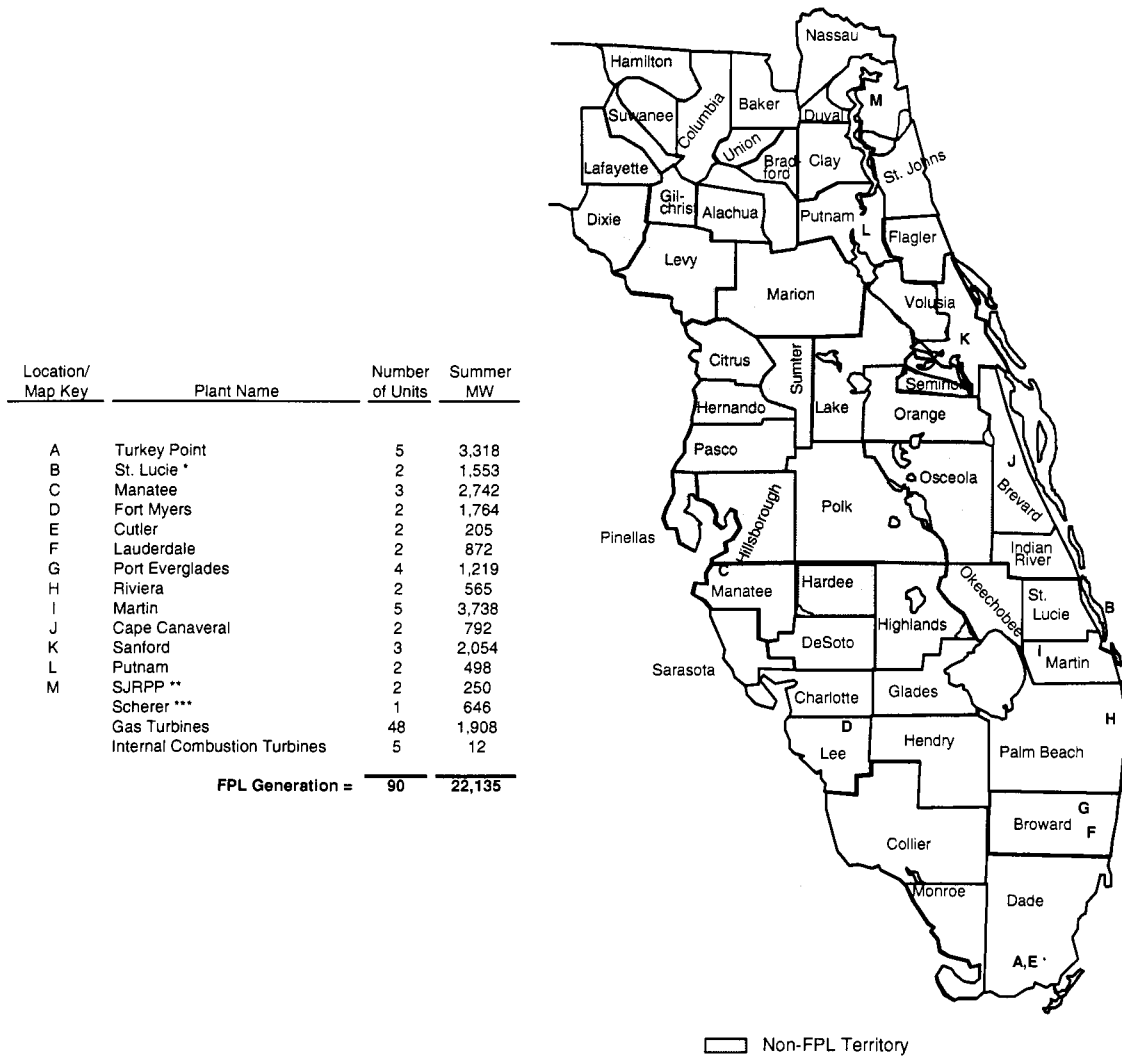 Location/ Number Summer
Map Key Plant Name of Units MW
A Turkey Point 5 3,318
B St. Lucie * 2 1,553
C Manatee 3 2,742
D Fort Myers 2 1,764
E Cutler 2 205
F Lauderdale 2 872
G Port Everglades 4 1,219
H Riviera 2 565
I Martin 5 3,738
J Cape Canaveral 2 792
K Sanford 3 2,054
L Putnam 2 498
M SJRPP ** 2 250
Scherer *** 1 646
Gas Turbines 48 1,908
Internal Combustion Turbines 5 12
FPL Generation = 90 22,135
Nassau
Hamilton
Baker
M
Duval
Suwanee
Columbia
Union
Brad-
ford
Clay
Lafayette
St. Johns
Gil-
christ
Alachua
Putnam
L
Dixie
Flagler
Levy
Marion
Volusia
K
Citrus
Sumter
Seminol
Hernando
Lake
Orange
Pasco
J
Osceola
Brevard
Polk
Pinellas
Hillsborough
Indian
River
C
Manatee
Hardee
Okeechobee
St.
Lucie
B
Highlands
DeSoto
I
Martin
Sarasota
Charlotte
Glades
H
D
Lee
Hendry
Palm Beach
G
Broward
F
Collier
Monroe
Dade
A,E
Non-FPL Territory